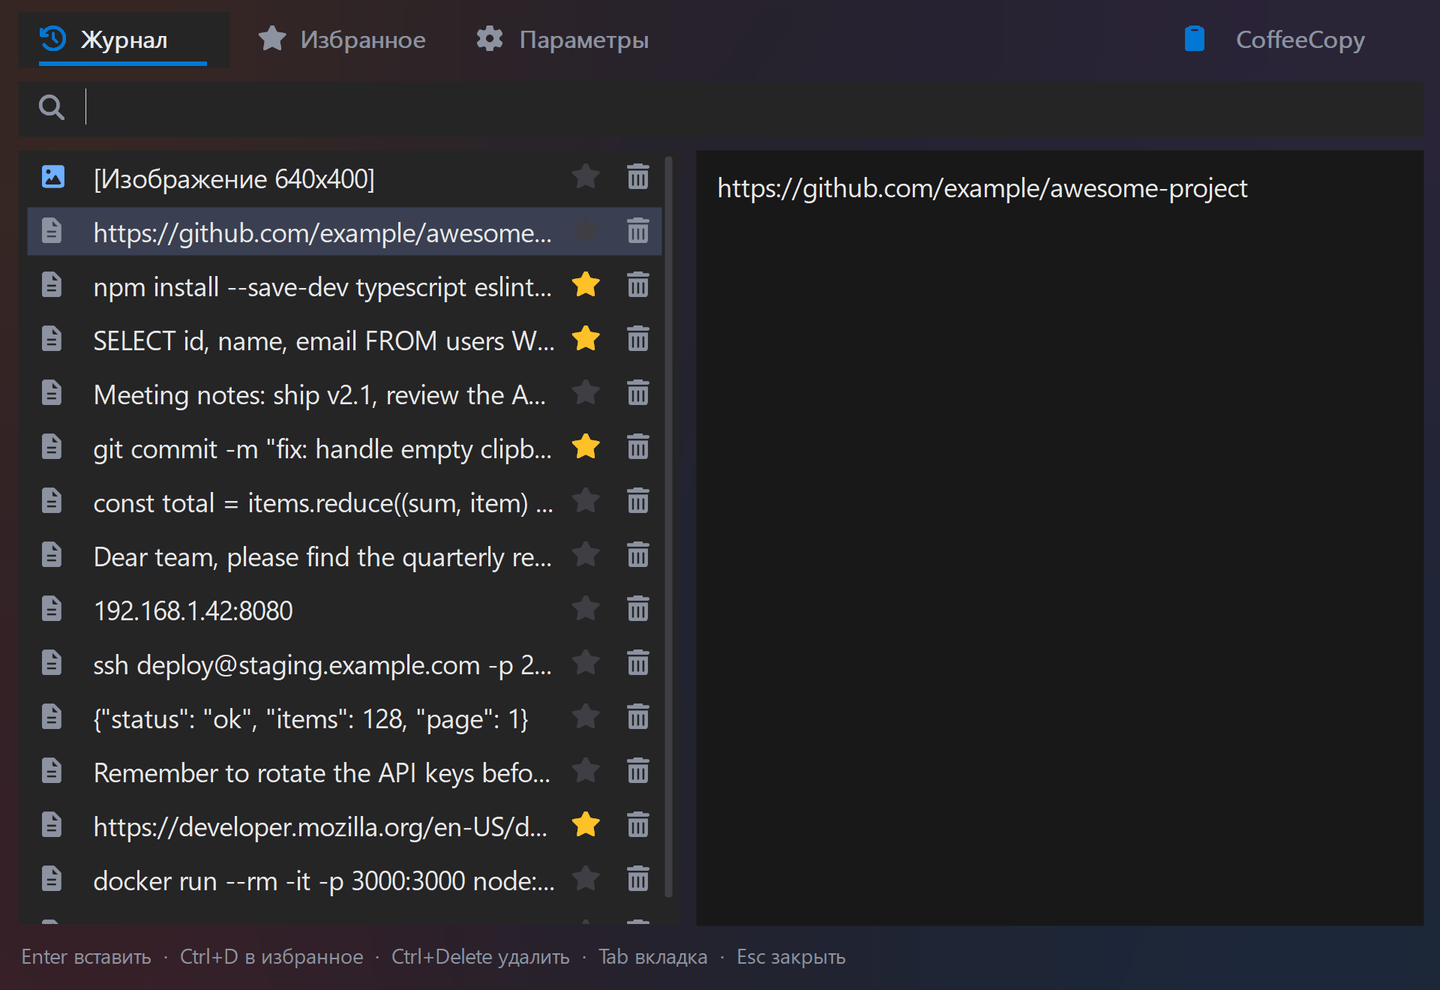 Журнал Избранное Параметры CoffeeCopy
[Изображение 640x400]
https://github.com/example/awesome...
npm install --save-dev typescript eslint...
SELECT id, name, email FROM users W...
Meeting notes: ship v2.1, review the A...
git commit -m "fix: handle empty clipb...
const total = items.reduce((sum, item) ...
Dear team, please find the quarterly re...
192.168.1.42:8080
ssh deploy@staging.example.com -p 2...
{"status": "ok", "items": 128, "page": 1}
Remember to rotate the API keys befo...
https://developer.mozilla.org/en-US/d...
docker run --rm -it -p 3000:3000 node:...
https://github.com/example/awesome-project
Enter вставить · Ctrl+D в избранное · Ctrl+Delete удалить · Tab вкладка · Esc закрыть